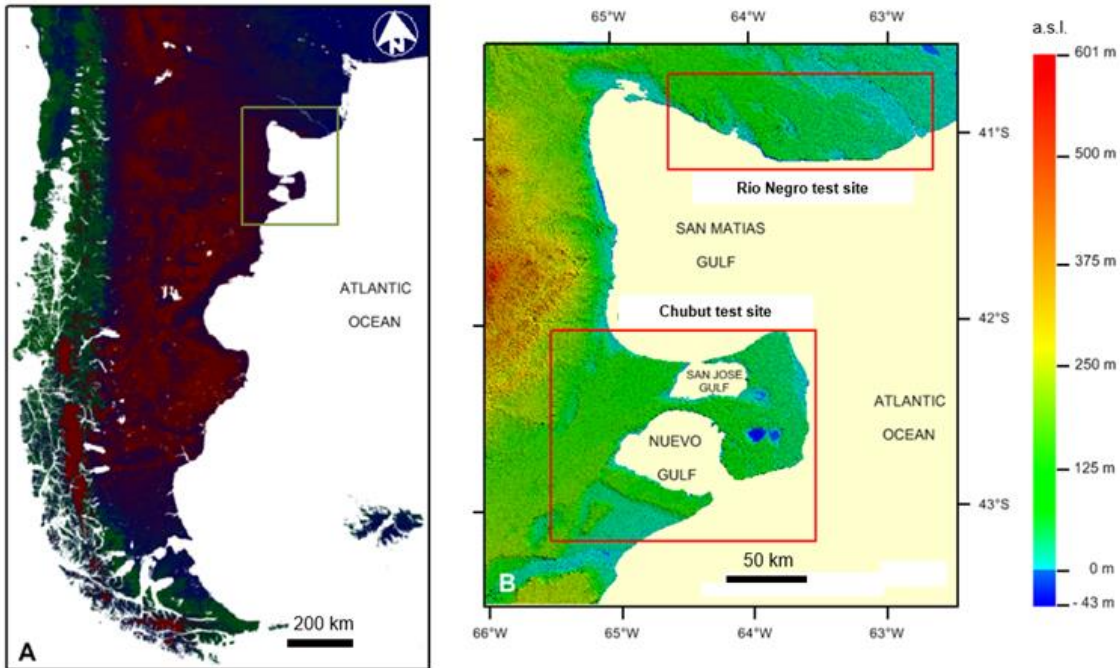 N
ATLANTIC
OCEAN
200 km
A
65°W
64°W
63°W
41°S
Río Negro test site
SAN MATIAS
GULF
Chubut test site
42°S
SAN JOSE
GULF
ATLANTIC
OCEAN
NUEVO
GULF
43°S
50 km
B
66°W
65°W
64°W
63°W
a.s.l.
601 m
500 m
375 m
250 m
125 m
0 m
- 43 m